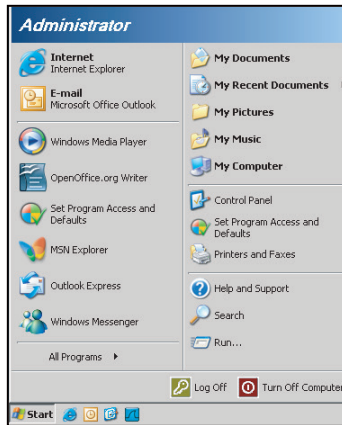 Administrator
Internet
Internet Explorer
E-mail
Microsoft Office Outlook
Windows Media Player
OpenOffice.org Writer
Set Program Access and
Defaults
MSN Explorer
Outlook Express
Windows Messenger
All Programs
My Documents
My Recent Documents
My Pictures
My Music
My Computer
Control Panel
Set Program Access and
Defaults
Printers and Faxes
Help and Support
Search
Run...
Log Off
Turn Off Computer
Start